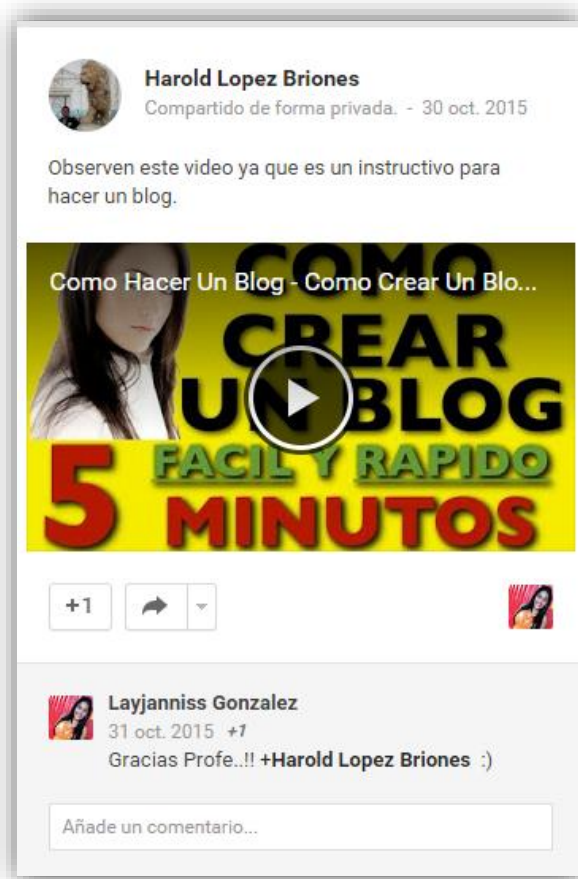 Harold Lopez Briones
Compartido de forma privada. - 30 oct. 2015
Observen este video ya que es un instructivo para
hacer un blog.
Como Hacer Un Blog - Como Crear Un Blo...
COMO
CREAR
UN BLOG
5 FACIL Y RAPIDO
MINUTOS
+1
Layjanniss Gonzalez
31 oct. 2015 +1
Gracias Profe..!! +Harold Lopez Briones :)
Añade un comentario...